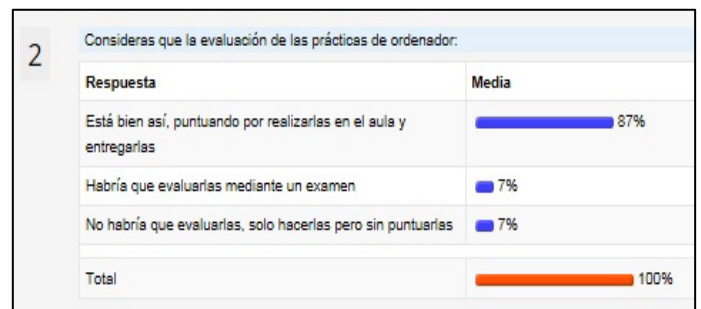 2
Consideras que la evaluación de las prácticas de ordenador:
Respuesta Media
Está bien así, puntuando por realizarlas en el aula y
entregarlas
87%
Habría que evaluarlas mediante un examen 7%
No habría que evaluarlas, solo hacerlas pero sin puntuarlas 7%
Total 100%